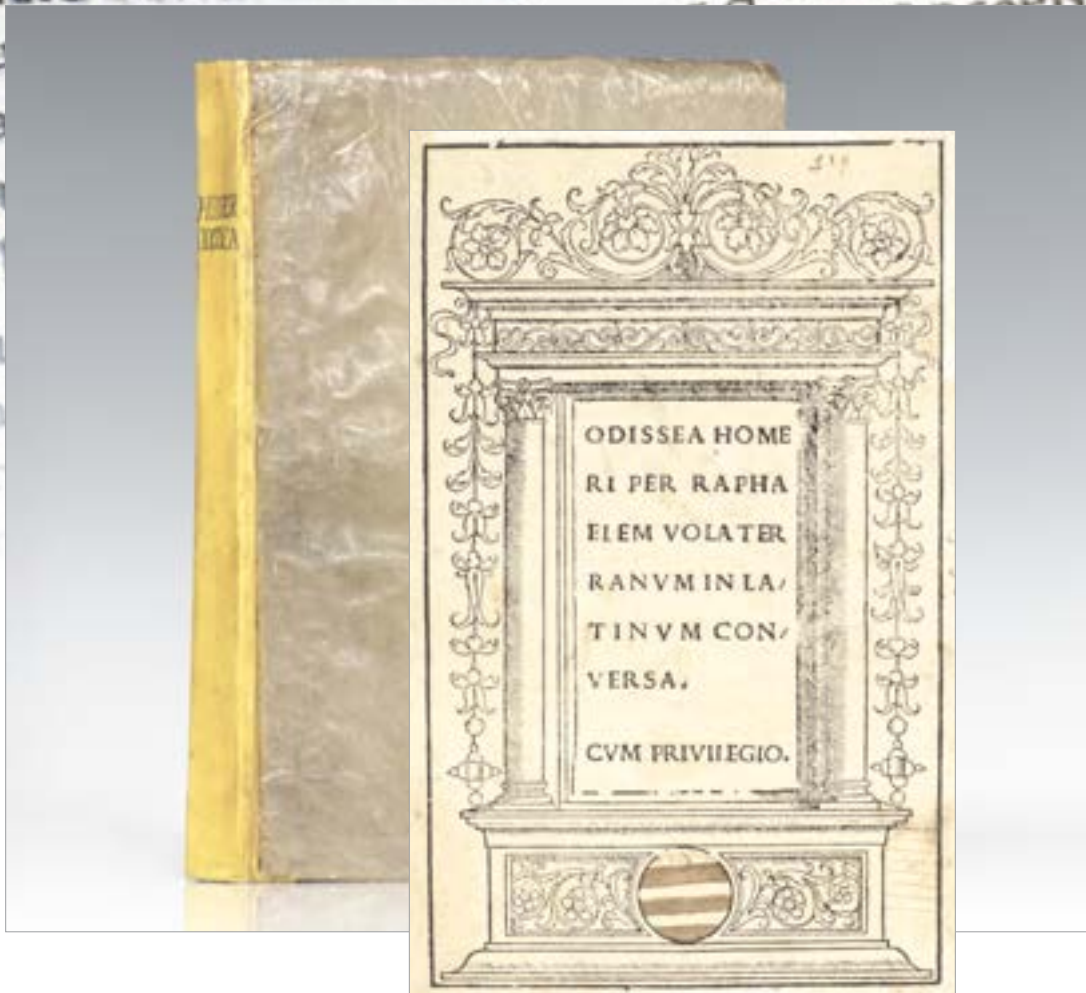 ODISSEA HOME
RI PER RAPHA
ELEM VOLATER
RANVM IN LA/
TINVM CON/
VERSA.
CVM PRIVILEGIO.